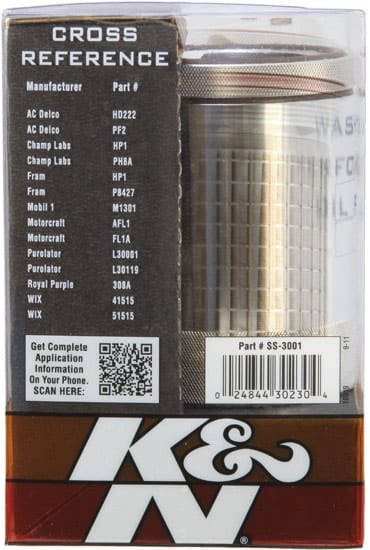 CROSS
REFERENCE
Manufacturer Part #
AC Delco HD222
AC Delco PF2
Champ Labs HP1
Champ Labs PH8A
Fram HP1
Fram P8427
Mobil 1 M1301
Motorcraft AFL1
Motorcraft FL1A
Purolator L30001
Purolator L30119
Royal Purple 308A
WIX 41515
WIX 51515
Get Complete
Application
Information
On Your Phone.
SCAN HERE:
Part # SS-3001
0 24844 30230 4
9-11
K&N
®